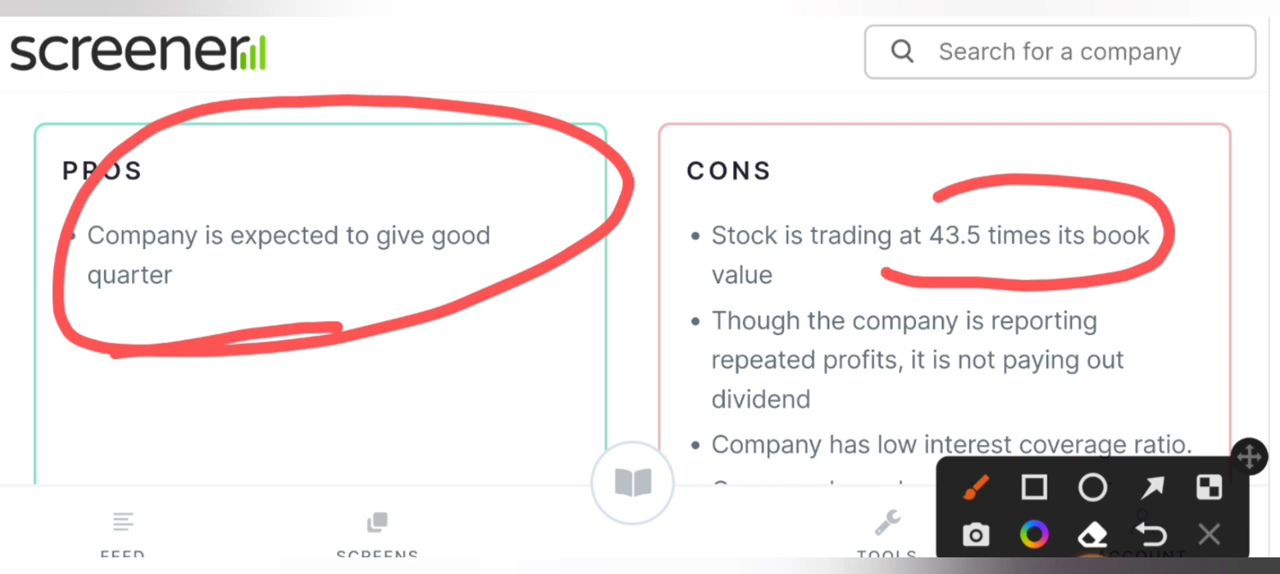 screener
Search for a company
PROS
Company is expected to give good
quarter
CONS
Stock is trading at 43.5 times its book
value
Though the company is reporting
repeated profits, it is not paying out
dividend
Company has low interest coverage ratio.
FEED
SCREENS
TOOLS
ACCOUNT